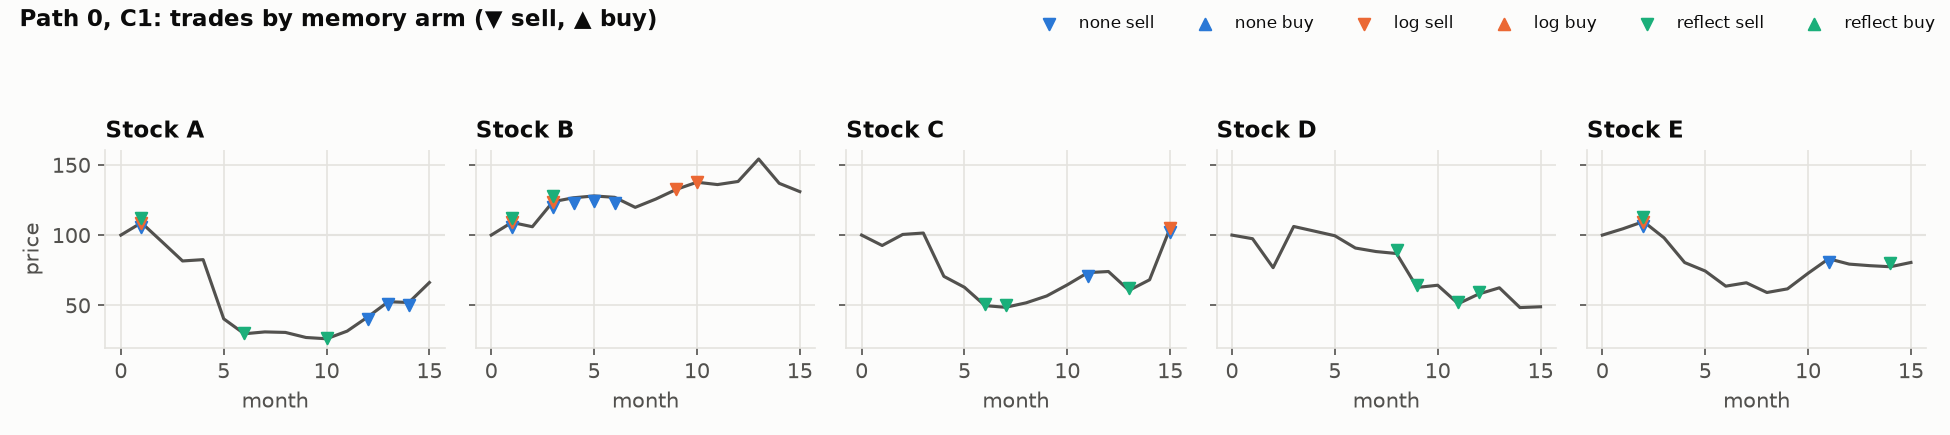 Path 0, C1: trades by memory arm (▼ sell, ▲ buy)
none sell none buy log sell log buy reflect sell reflect buy
Stock A Stock B Stock C Stock D Stock E
150
100
50
price
0 5 10 15 0 5 10 15 0 5 10 15 0 5 10 15 0 5 10 15
month month month month month